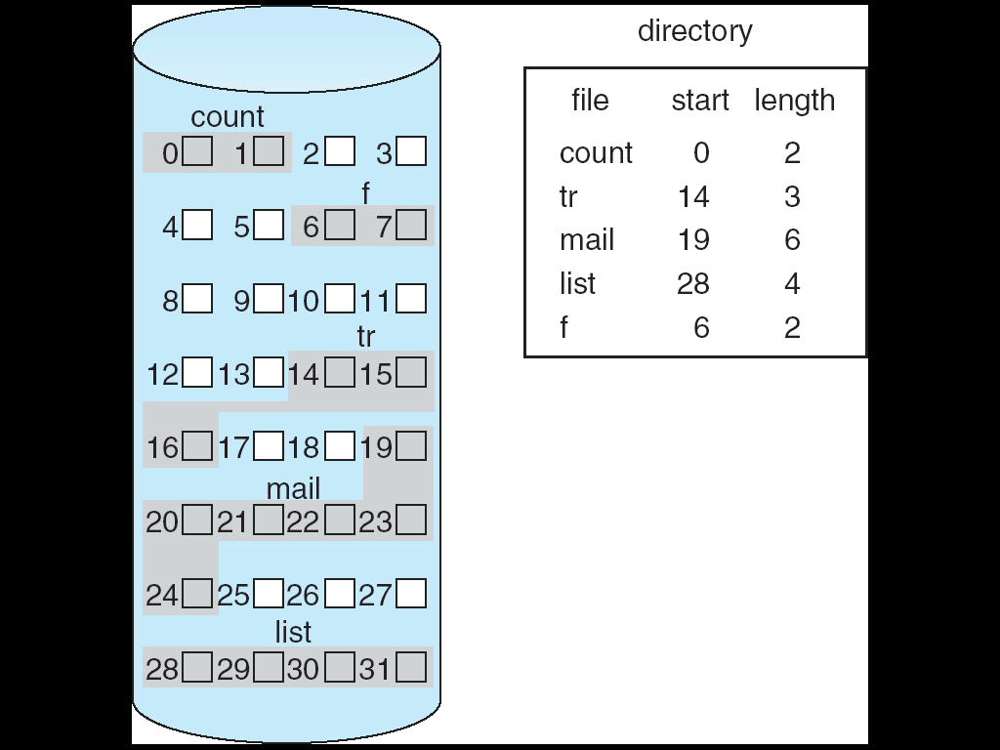 directory
file start length
count 0 2
tr 14 3
mail 19 6
list 28 4
f 6 2
count
0 1 2 3
f
4 5 6 7
8 9 10 11
tr
12 13 14 15
16 17 18 19
mail
20 21 22 23
24 25 26 27
list
28 29 30 31